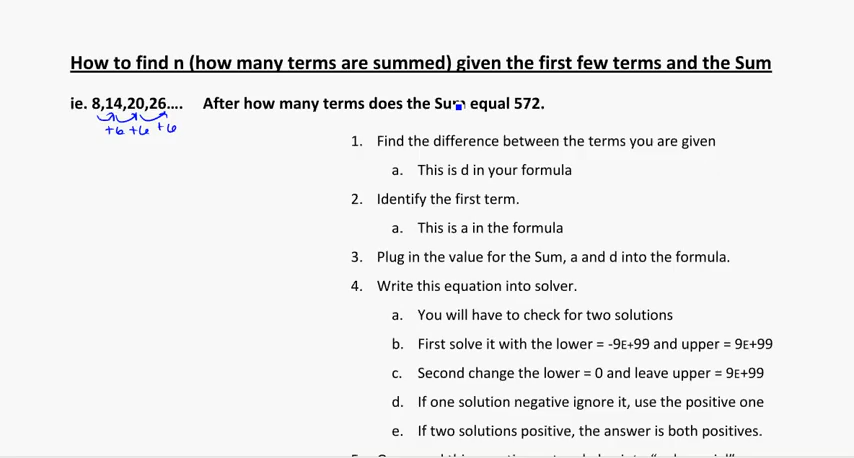 How to find n (how many terms are summed) given the first few terms and the Sum
ie. 8,14,20,26.... After how many terms does the Sum equal 572.
+6 +6 +6
1. Find the difference between the terms you are given
a. This is d in your formula
2. Identify the first term.
a. This is a in the formula
3. Plug in the value for the Sum, a and d into the formula.
4. Write this equation into solver.
a. You will have to check for two solutions
b. First solve it with the lower = -9E+99 and upper = 9E+99
c. Second change the lower = 0 and leave upper = 9E+99
d. If one solution negative ignore it, use the positive one
e. If two solutions positive, the answer is both positives.